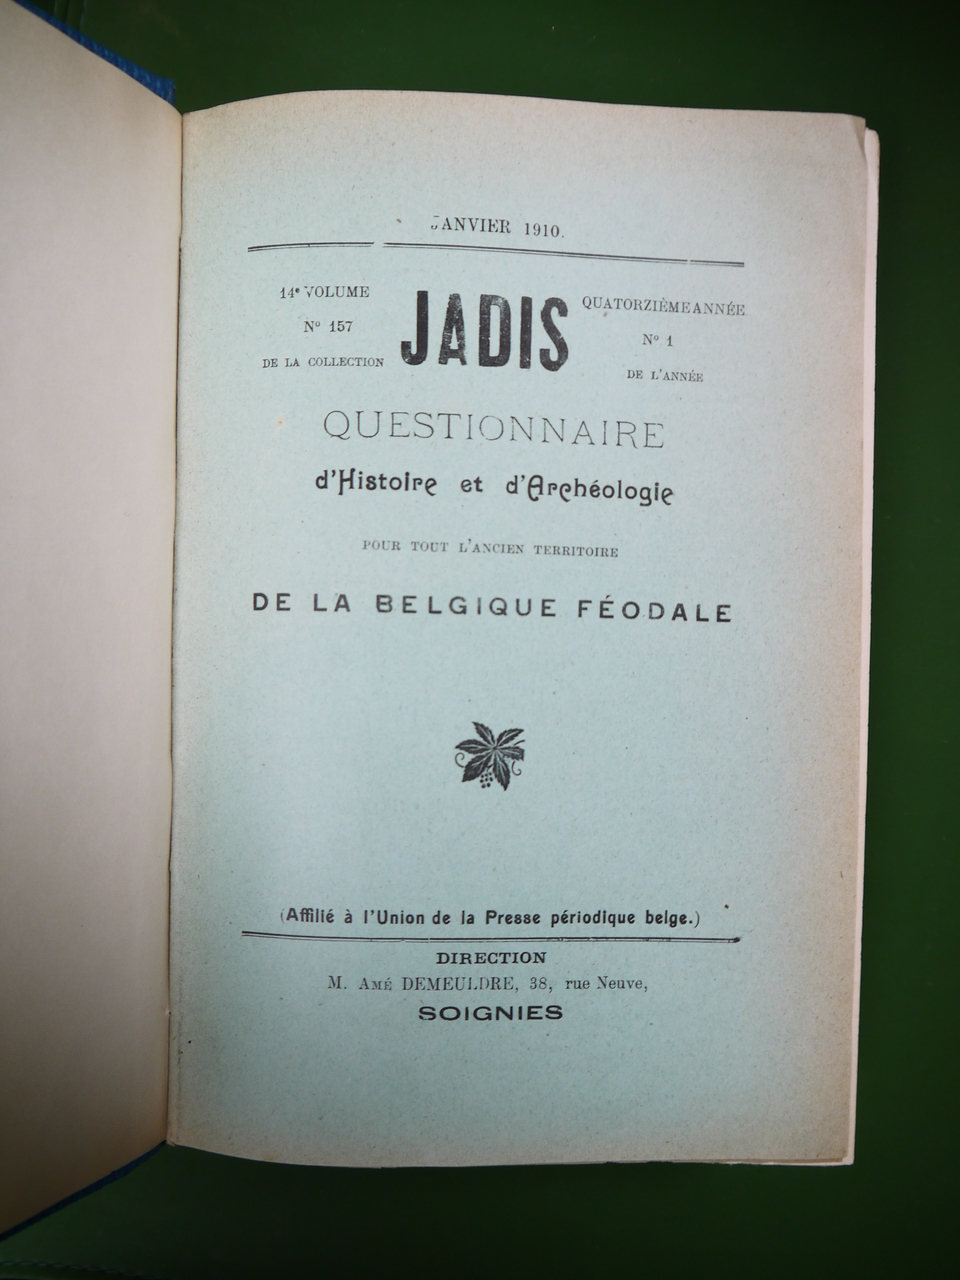 JANVIER 1910.
14e VOLUME
No 157
DE LA COLLECTION
JADIS
QUATORZIÈME ANNÉE
No 1
DE L'ANNÉE
QUESTIONNAIRE
d'Histoire et d'Archéologie
POUR TOUT L'ANCIEN TERRITOIRE
DE LA BELGIQUE FÉODALE
(Affilié à l'Union de la Presse périodique belge.)
DIRECTION
M. AMÉ DEMEULDRE, 38, rue Neuve,
SOIGNIES